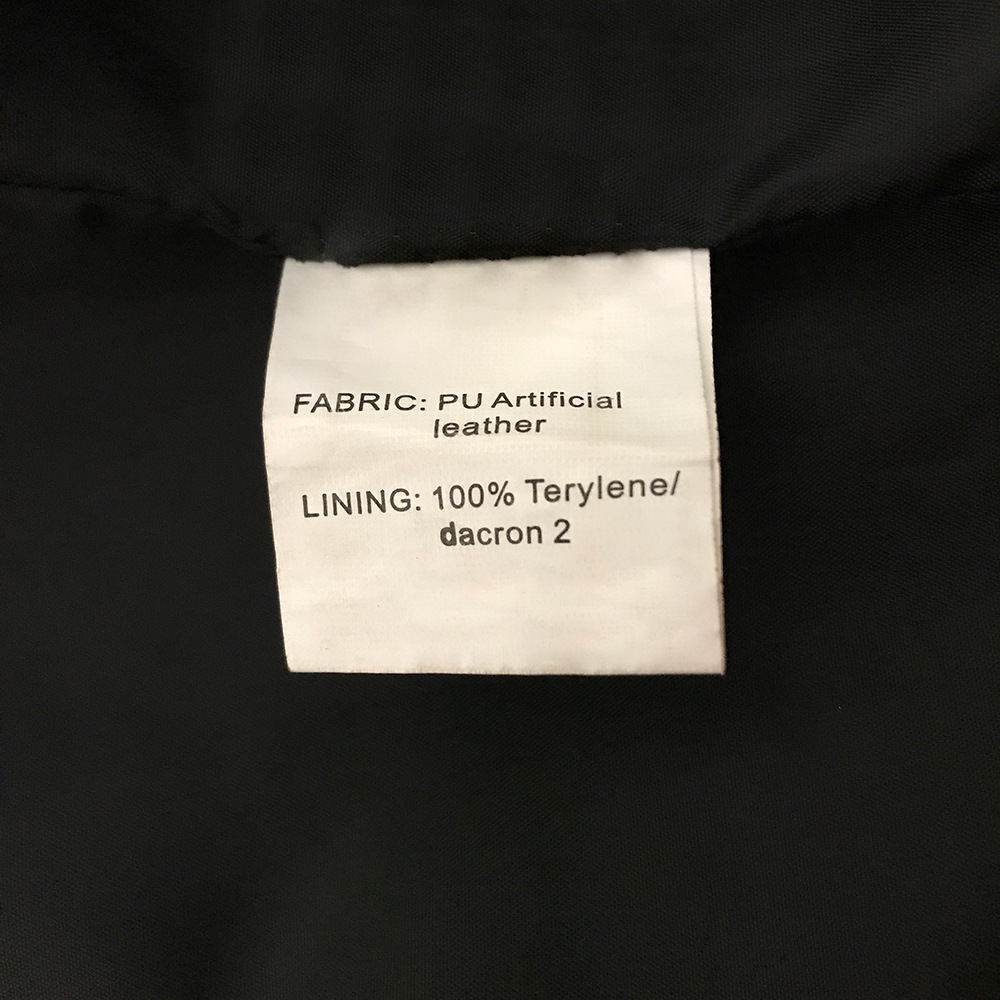 FABRIC: PU Artificial
leather
LINING: 100% Terylene/
dacron 2